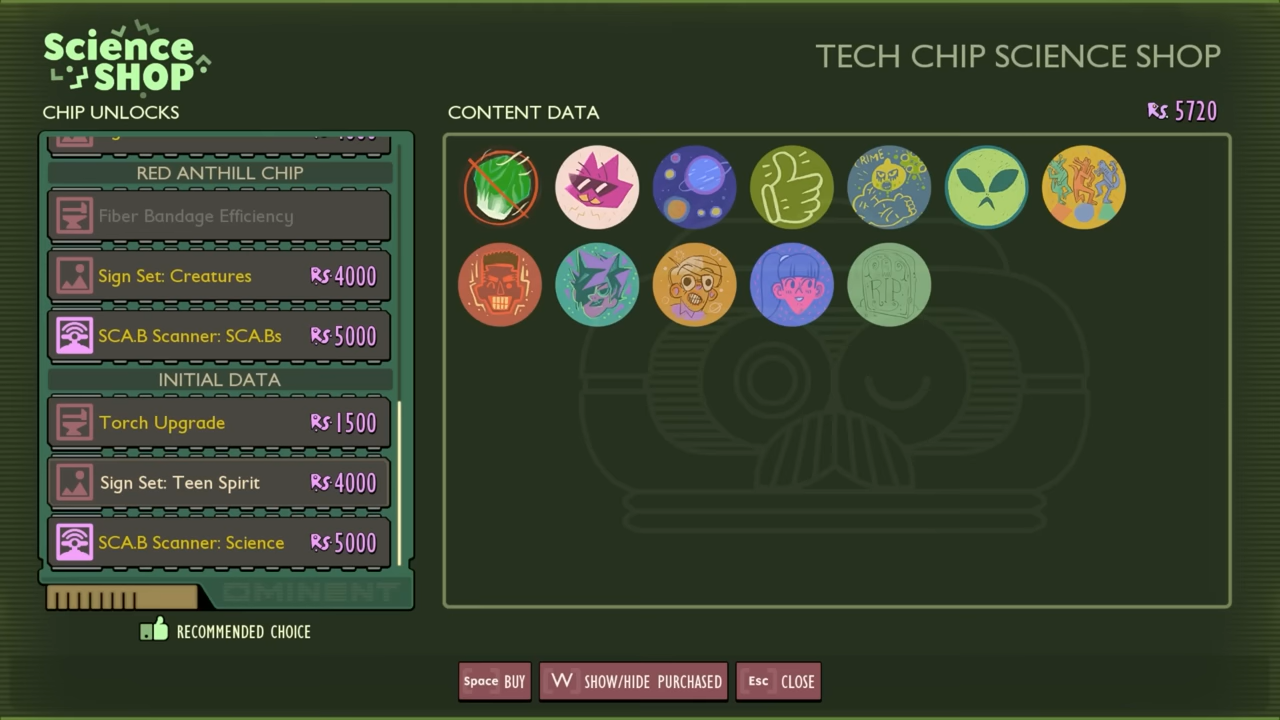 Science
SHOP
TECH CHIP SCIENCE SHOP
CHIP UNLOCKS
CONTENT DATA
Rs. 5720
RED ANTHILL CHIP
Fiber Bandage Efficiency
Sign Set: Creatures Rs 4000
SCA.B Scanner: SCA.Bs Rs 5000
INITIAL DATA
Torch Upgrade Rs 1500
Sign Set: Teen Spirit Rs 4000
SCA.B Scanner: Science Rs 5000
OMINENT
RECOMMENDED CHOICE
Space BUY
W SHOW/HIDE PURCHASED
Esc CLOSE
RIP